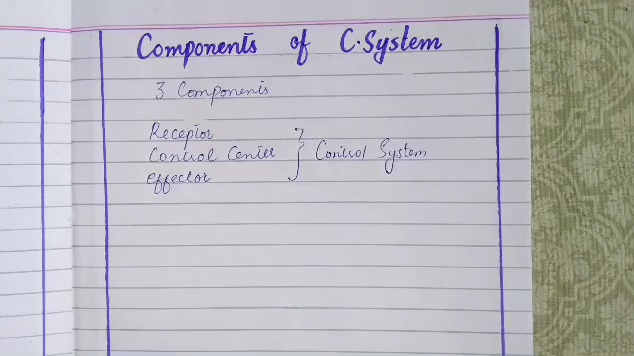 Components of C.System
3 Components
Receptor
Control Center } Control System
effector